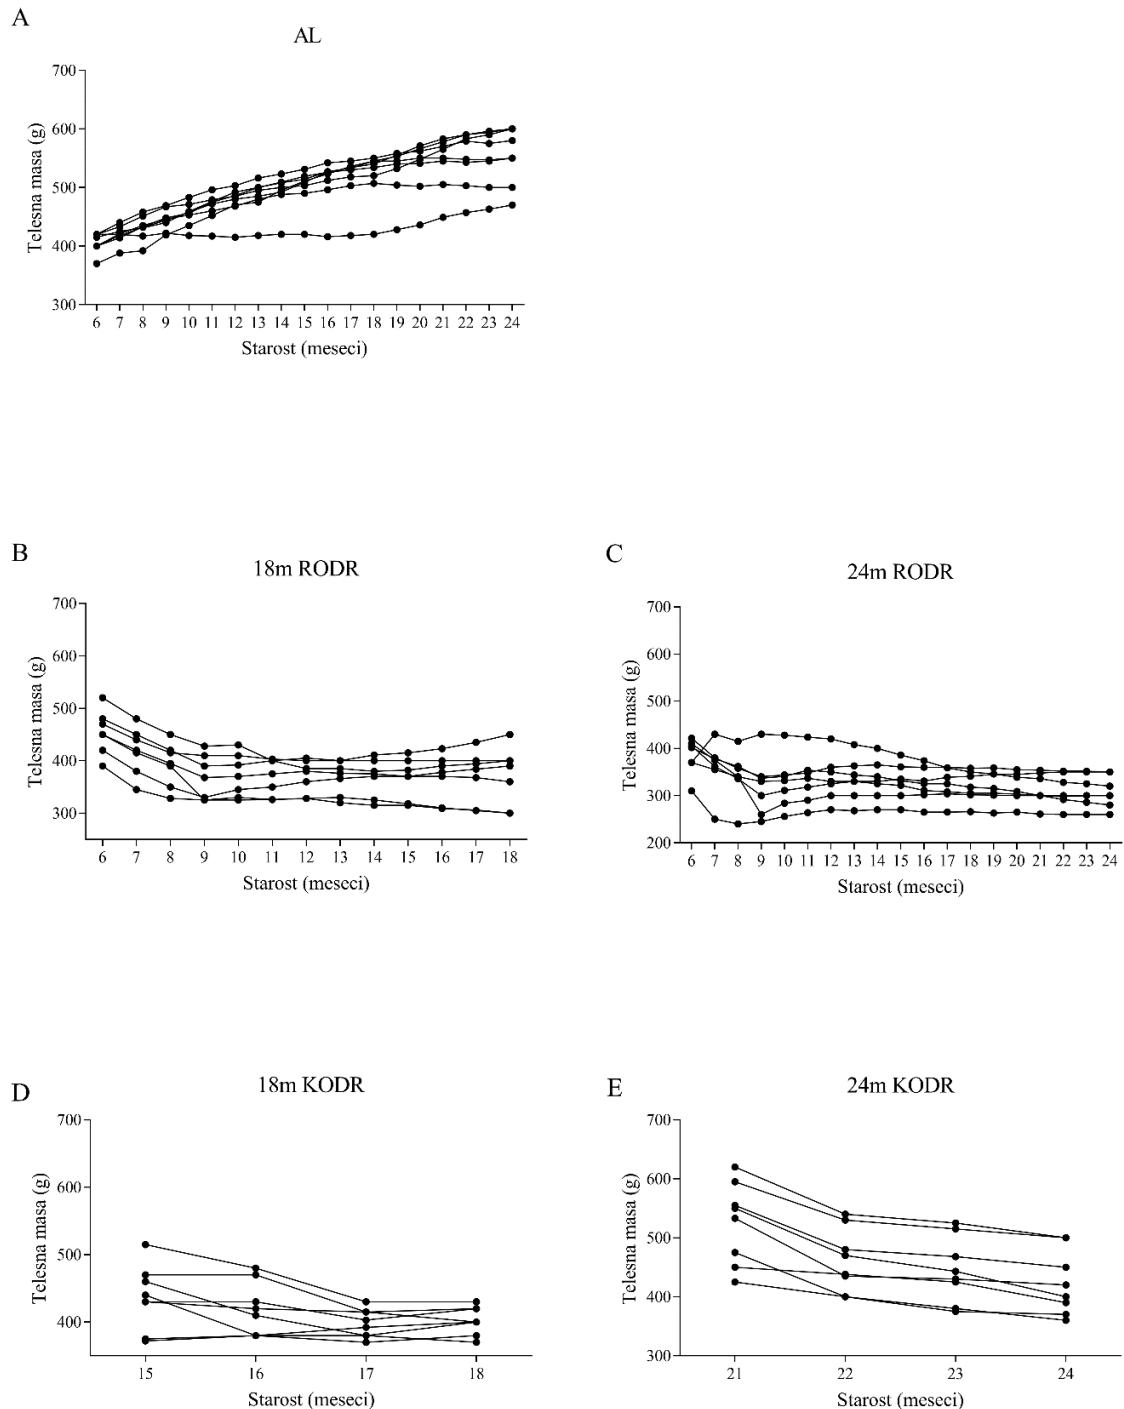 A
AL
Telesna masa (g)
700
600
500
400
300
6 7 8 9 10 11 12 13 14 15 16 17 18 19 20 21 22 23 24
Starost (meseci)
B
18m RODR
Telesna masa (g)
700
600
500
400
300
6 7 8 9 10 11 12 13 14 15 16 17 18
Starost (meseci)
C
24m RODR
Telesna masa (g)
700
600
500
400
300
200
6 7 8 9 10 11 12 13 14 15 16 17 18 19 20 21 22 23 24
Starost (meseci)
D
18m KODR
Telesna masa (g)
700
600
500
400
15 16 17 18
Starost (meseci)
E
24m KODR
Telesna masa (g)
700
600
500
400
300
21 22 23 24
Starost (meseci)